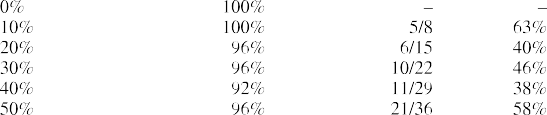 0% 100% – –
10% 100% 5/8 63%
20% 96% 6/15 40%
30% 96% 10/22 46%
40% 92% 11/29 38%
50% 96% 21/36 58%